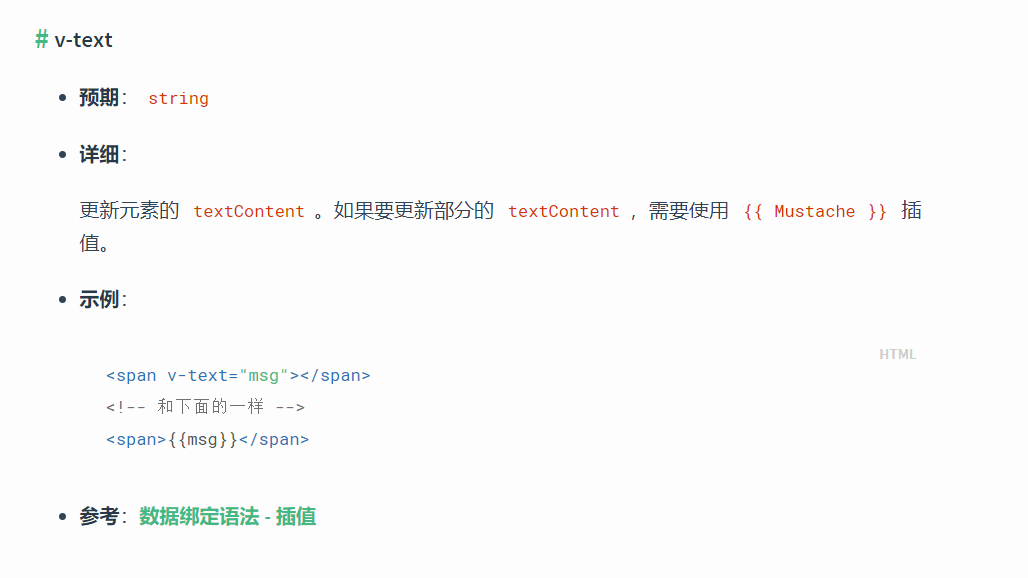 # v-text
预期： string
详细：
更新元素的 textContent 。如果要更新部分的 textContent ，需要使用 {{ Mustache }} 插
值。
示例：
HTML
<span v-text="msg"></span>
<!-- 和下面的一样 -->
<span>{{msg}}</span>
参考：数据绑定语法 - 插值